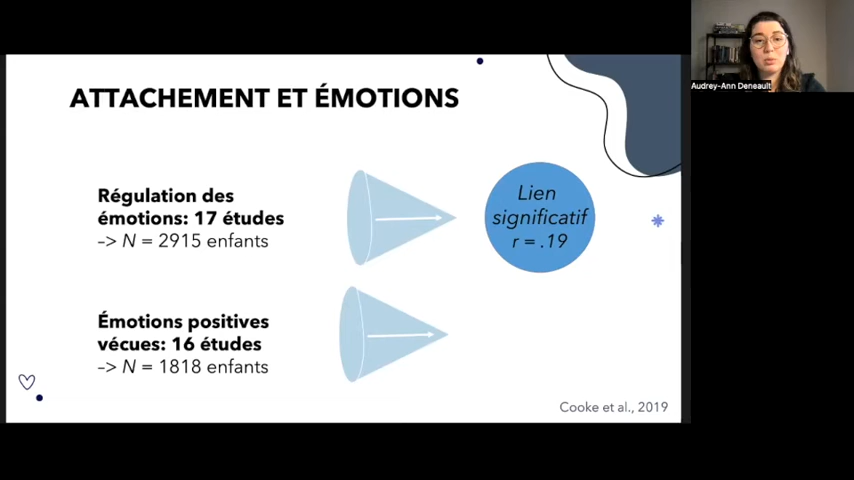 Audrey-Ann Deneault
ATTACHEMENT ET ÉMOTIONS
Régulation des
émotions: 17 études
–> N = 2915 enfants
Lien
significatif
r = .19
Émotions positives
vécues: 16 études
–> N = 1818 enfants
Cooke et al., 2019